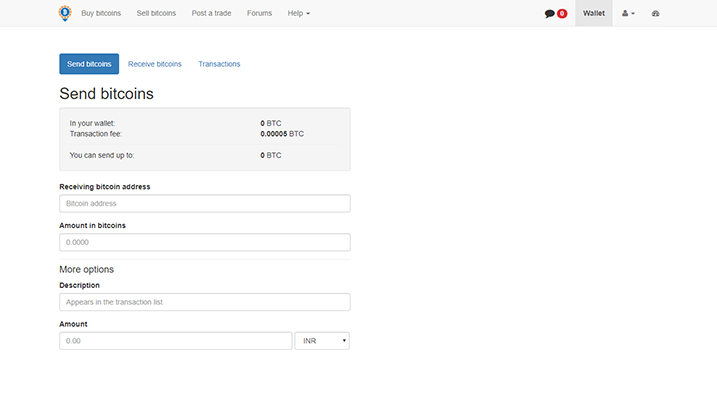 Buy bitcoins Sell bitcoins Post a trade Forums Help 0 Wallet
Send bitcoins Receive bitcoins Transactions
Send bitcoins
In your wallet: 0 BTC
Transaction fee: 0.00005 BTC
You can send up to: 0 BTC
Receiving bitcoin address
Bitcoin address
Amount in bitcoins
0.0000
More options
Description
Appears in the transaction list
Amount
0.00 INR